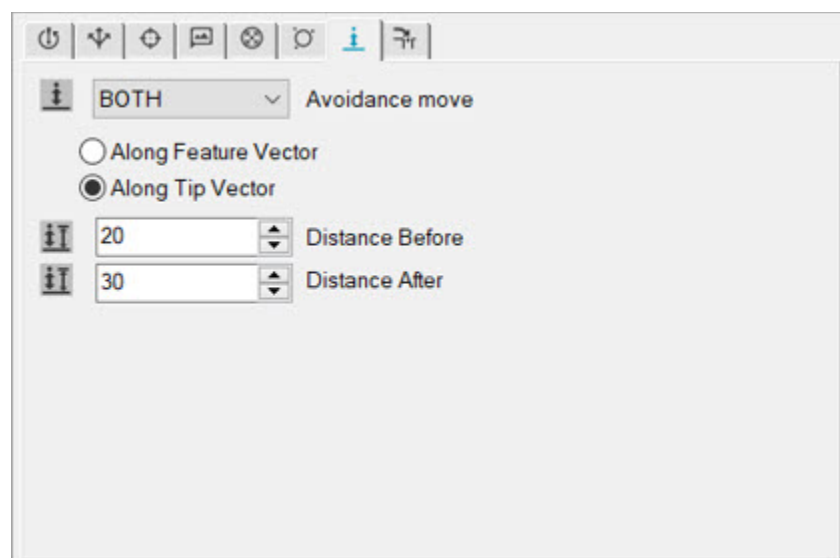 BOTH Avoidance move
Along Feature Vector
Along Tip Vector
20 Distance Before
30 Distance After